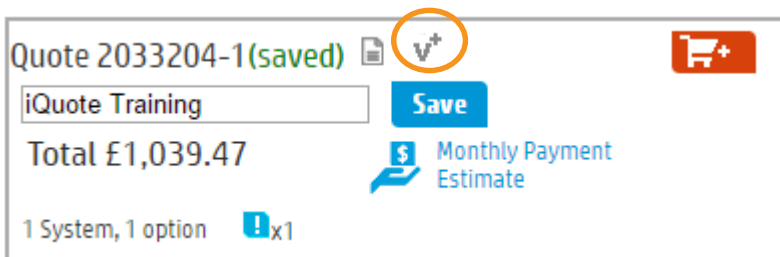 Quote 2033204-1(saved) v+
iQuote Training Save
Total £1,039.47 Monthly Payment
Estimate
1 System, 1 option x1